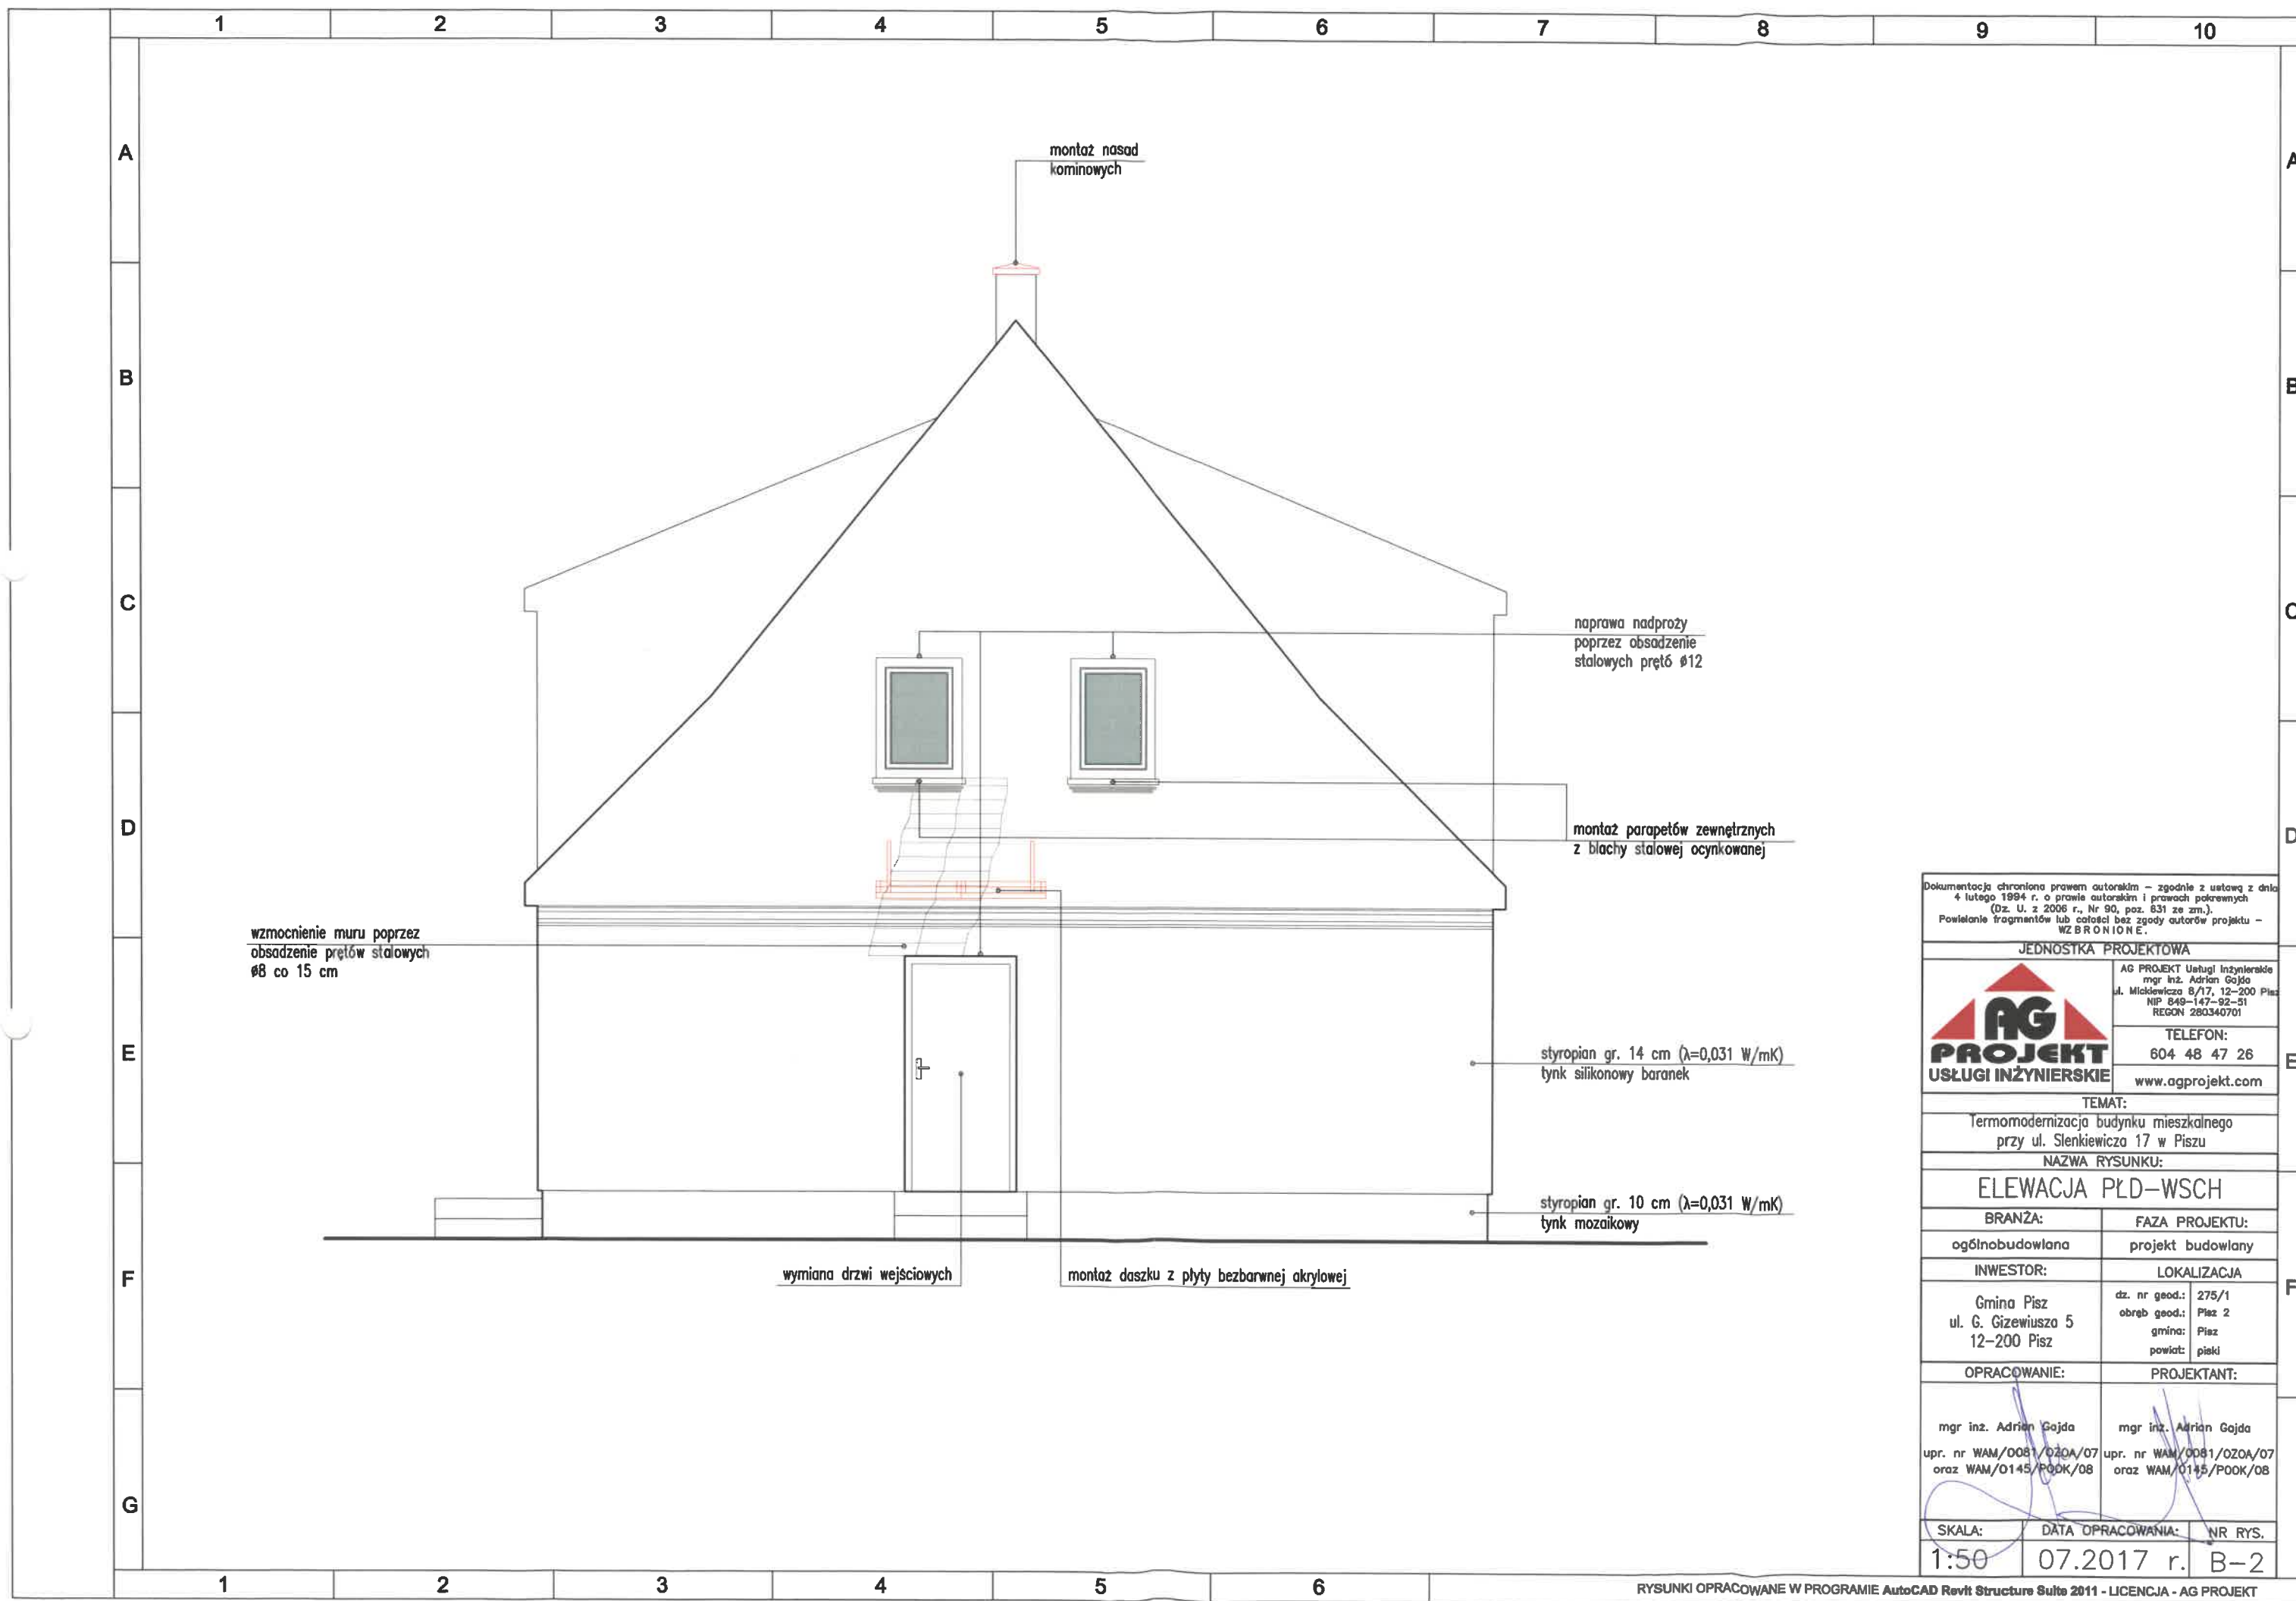 1 2 3 4 5 6 7 8 9 10
A A
B B
C C
D D
E E
F F
G
montaż nasad
kominowych
naprawa nadproży
poprzez obsadzenie
stalowych prętó ø12
montaż parapetów zewnętrznych
z blachy stalowej ocynkowanej
wzmocnienie muru poprzez
obsadzenie prętów stalowych
ø8 co 15 cm
styropian gr. 14 cm (λ=0,031 W/mK)
tynk silikonowy baranek
styropian gr. 10 cm (λ=0,031 W/mK)
tynk mozaikowy
wymiana drzwi wejściowych
montaż daszku z płyty bezbarwnej akrylowej
Dokumentacja chroniona prawem autorskim – zgodnie z ustawą z dnia
4 lutego 1994 r. o prawie autorskim i prawach pokrewnych
(Dz. U. z 2006 r., Nr 90, poz. 631 ze zm.).
Powielanie fragmentów lub całości bez zgody autorów projektu –
WZBRONIONE.
JEDNOSTKA PROJEKTOWA
AG
PROJEKT
USŁUGI INŻYNIERSKIE
AG PROJEKT Usługi Inżynierskie
mgr inż. Adrian Gojda
ul. Mickiewicza 8/17, 12-200 Pisz
NIP 849-147-92-51
REGON 280340701
TELEFON:
604 48 47 26
www.agprojekt.com
TEMAT:
Termomodernizacja budynku mieszkalnego
przy ul. Sienkiewicza 17 w Piszu
NAZWA RYSUNKU:
ELEWACJA PŁD-WSCH
BRANŻA: FAZA PROJEKTU:
ogólnobudowlana projekt budowlany
INWESTOR: LOKALIZACJA
Gmina Pisz
ul. G. Gizewiusza 5
12-200 Pisz
dz. nr geod.: 275/1
obręb geod.: Pisz 2
gmina: Pisz
powiat: piski
OPRACOWANIE: PROJEKTANT:
mgr inż. Adrian Gojda mgr inż. Adrian Gojda
upr. nr WAM/0081/OZOA/07 upr. nr WAM/0081/OZOA/07
oraz WAM/0145/POOK/08 oraz WAM/0145/POOK/08
SKALA: DATA OPRACOWANIA: NR RYS.
1:50 07.2017 r. B-2
1 2 3 4 5 6
RYSUNKI OPRACOWANE W PROGRAMIE AutoCAD Revit Structure Suite 2011 - LICENCJA - AG PROJEKT